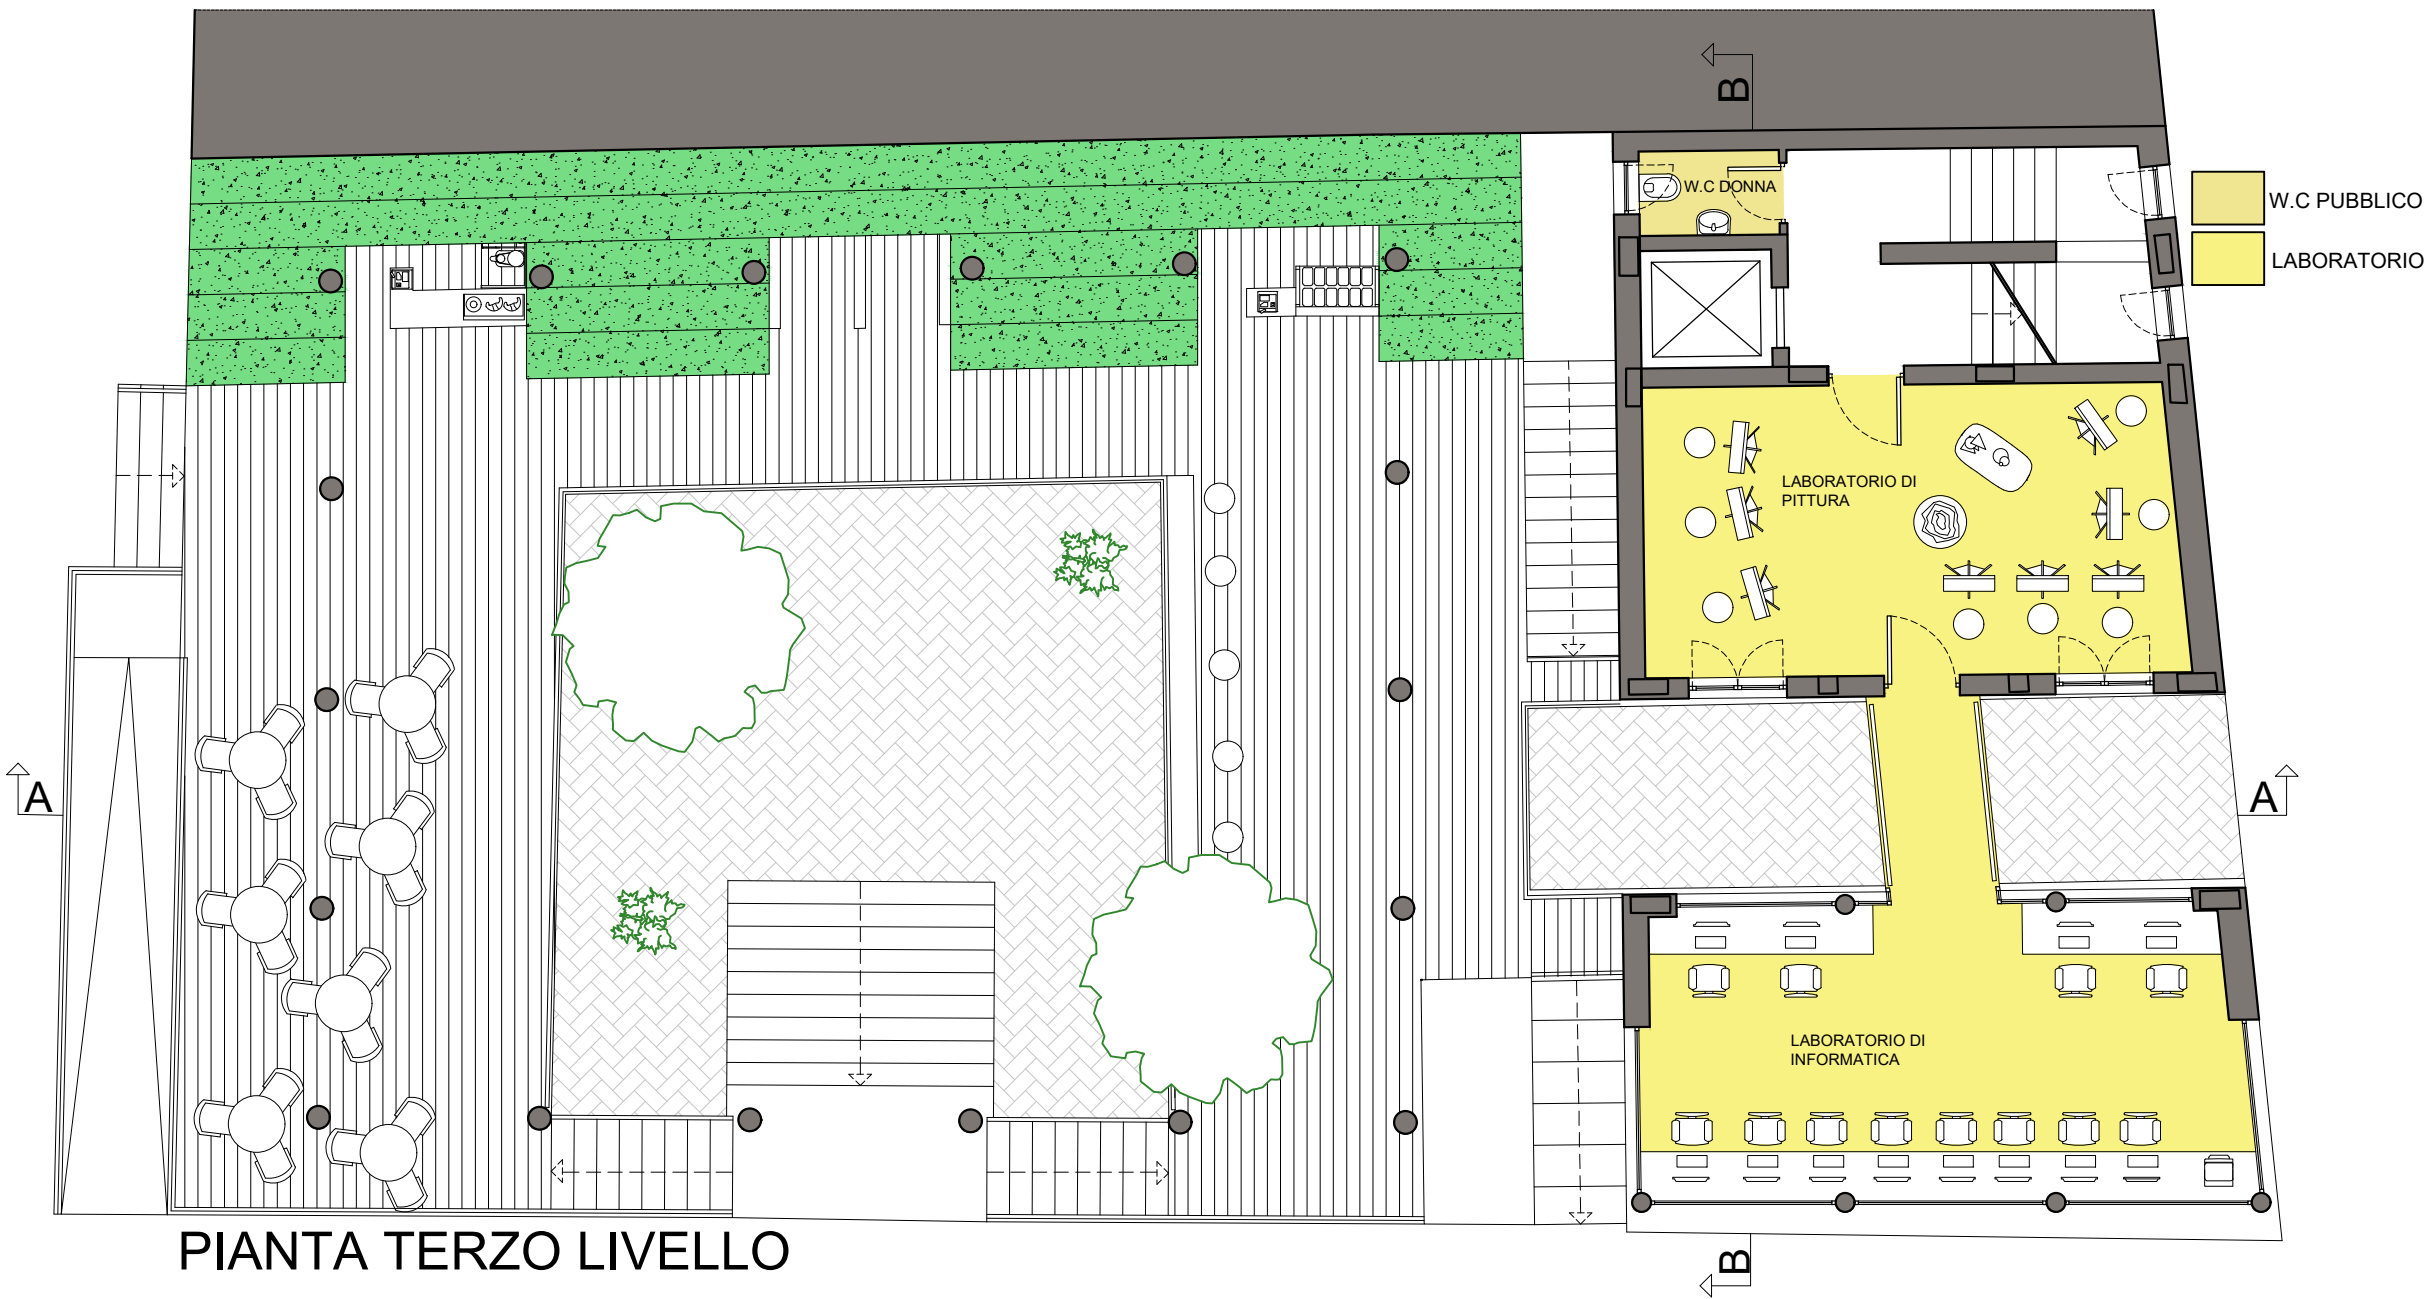 B
W.C DONNA
W.C PUBBLICO
LABORATORIO
LABORATORIO DI
PITTURA
A
A
LABORATORIO DI
INFORMATICA
PIANTA TERZO LIVELLO
B